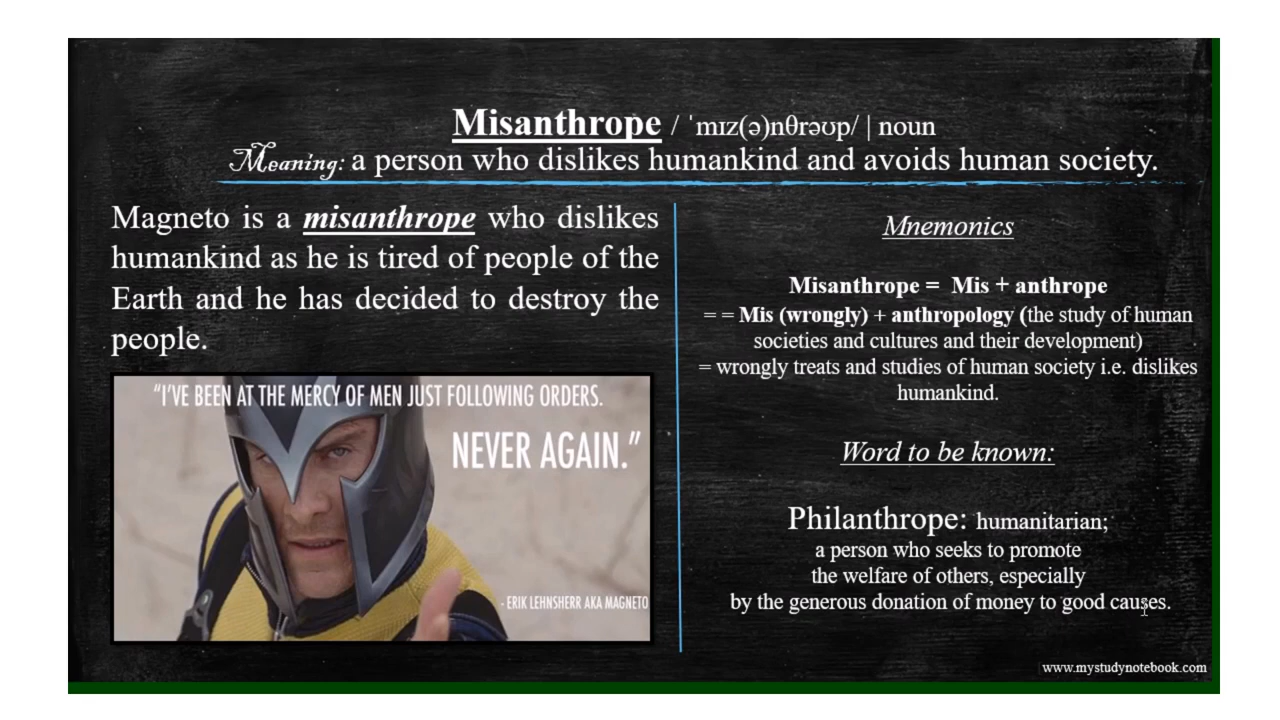 Misanthrope / ˈmɪz(ə)nθrəʊp/ | noun
Meaning: a person who dislikes humankind and avoids human society.
Magneto is a misanthrope who dislikes
humankind as he is tired of people of the
Earth and he has decided to destroy the
people.
“I'VE BEEN AT THE MERCY OF MEN JUST FOLLOWING ORDERS.
NEVER AGAIN.”
- ERIK LEHNSHERR AKA MAGNETO
Mnemonics
Misanthrope = Mis + anthrope
= = Mis (wrongly) + anthropology (the study of human
societies and cultures and their development)
= wrongly treats and studies of human society i.e. dislikes
humankind.
Word to be known:
Philanthrope: humanitarian;
a person who seeks to promote
the welfare of others, especially
by the generous donation of money to good causes.
www.mystudynotebook.com